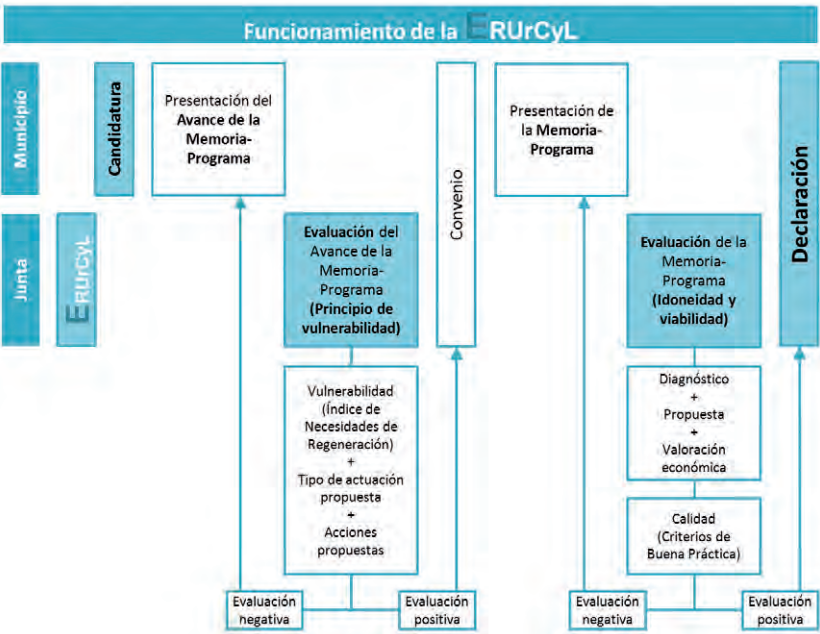 Funcionamiento de la ERUrCyL
Municipio
Candidatura
Presentación del
Avance de la
Memoria-
Programa
Convenio
Presentación de
la Memoria-
Programa
Declaración
Junta
ERUrCyL
Evaluación del
Avance de la
Memoria-
Programa
(Principio de
vulnerabilidad)
Evaluación de la
Memoria-
Programa
(Idoneidad y
viabilidad)
Vulnerabilidad
(Índice de
Necesidades de
Regeneración)
+
Tipo de actuación
propuesta
+
Acciones
propuestas
Diagnóstico
+
Propuesta
+
Valoración
económica
Calidad
(Criterios de
Buena Práctica)
Evaluación
negativa
Evaluación
positiva
Evaluación
negativa
Evaluación
positiva